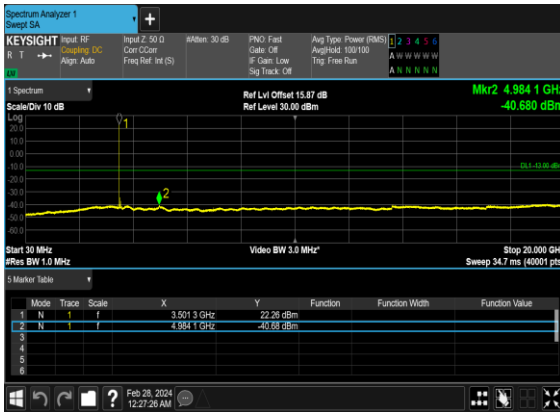 Spectrum Analyzer 1
Swept SA
KEYSIGHT
R T
LM
Input: RF
Coupling: DC
Align: Auto
Input Z: 50 Ω
Corr CCorr
Freq Ref: Int (S)
#Atten: 30 dB
PNO: Fast
Gate: Off
IF Gain: Low
Sig Track: Off
Avg Type: Power (RMS)
Avg|Hold: 100/100
Trig: Free Run
1 2 3 4 5 6
A W W W W W
A N N N N N
1 Spectrum
Scale/Div 10 dB
Ref Lvl Offset 15.87 dB
Ref Level 30.00 dBm
Mkr2 4.984 1 GHz
-40.680 dBm
Log
20.0
10.0
0.00
-10.0
-20.0
-30.0
-40.0
-50.0
-60.0
1
2
DL1 -13.00 dBm
Start 30 MHz
#Res BW 1.0 MHz
Video BW 3.0 MHz*
Stop 20.000 GHz
Sweep 34.7 ms (40001 pts)
5 Marker Table
Mode Trace Scale X Y Function Function Width Function Value
1 N 1 f 3.501 3 GHz 22.26 dBm
2 N 1 f 4.984 1 GHz -40.68 dBm
3
4
5
6
Feb 28, 2024
12:27:26 AM